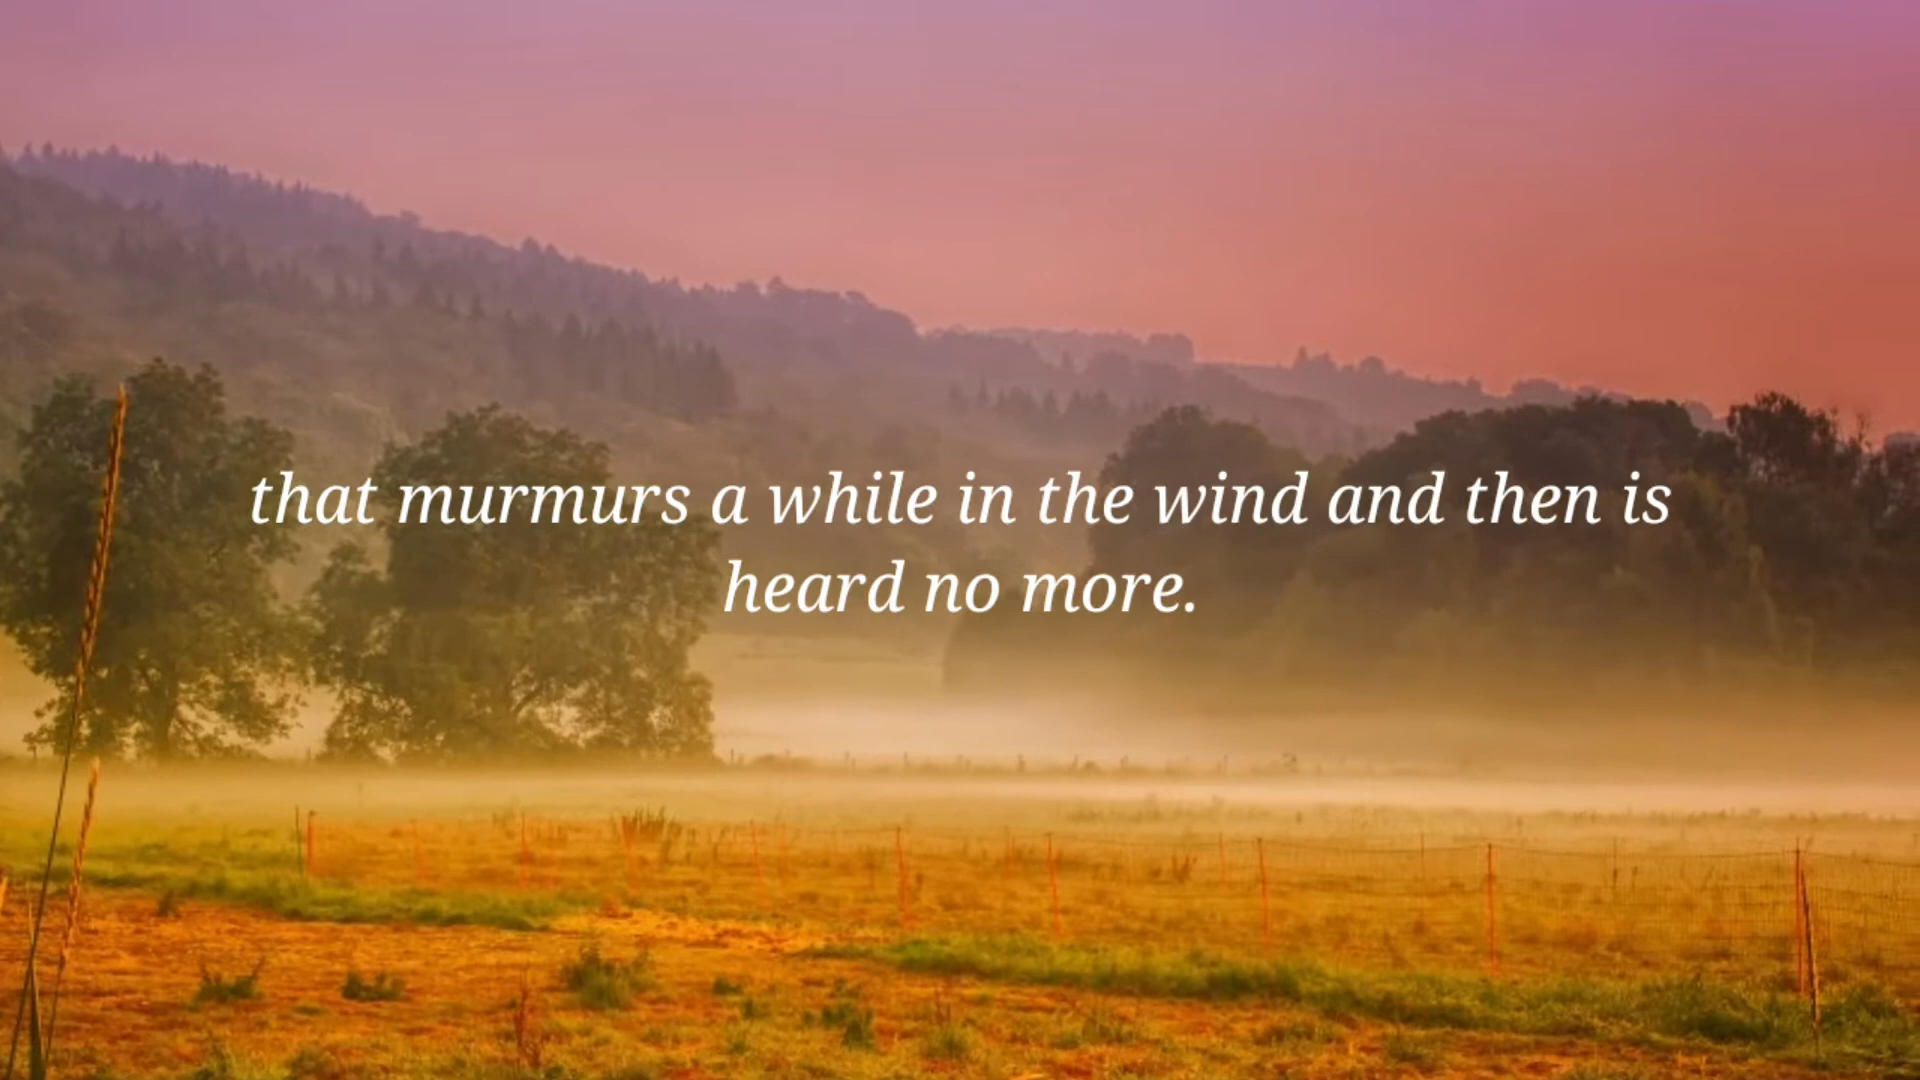 that murmurs a while in the wind and then is
heard no more.